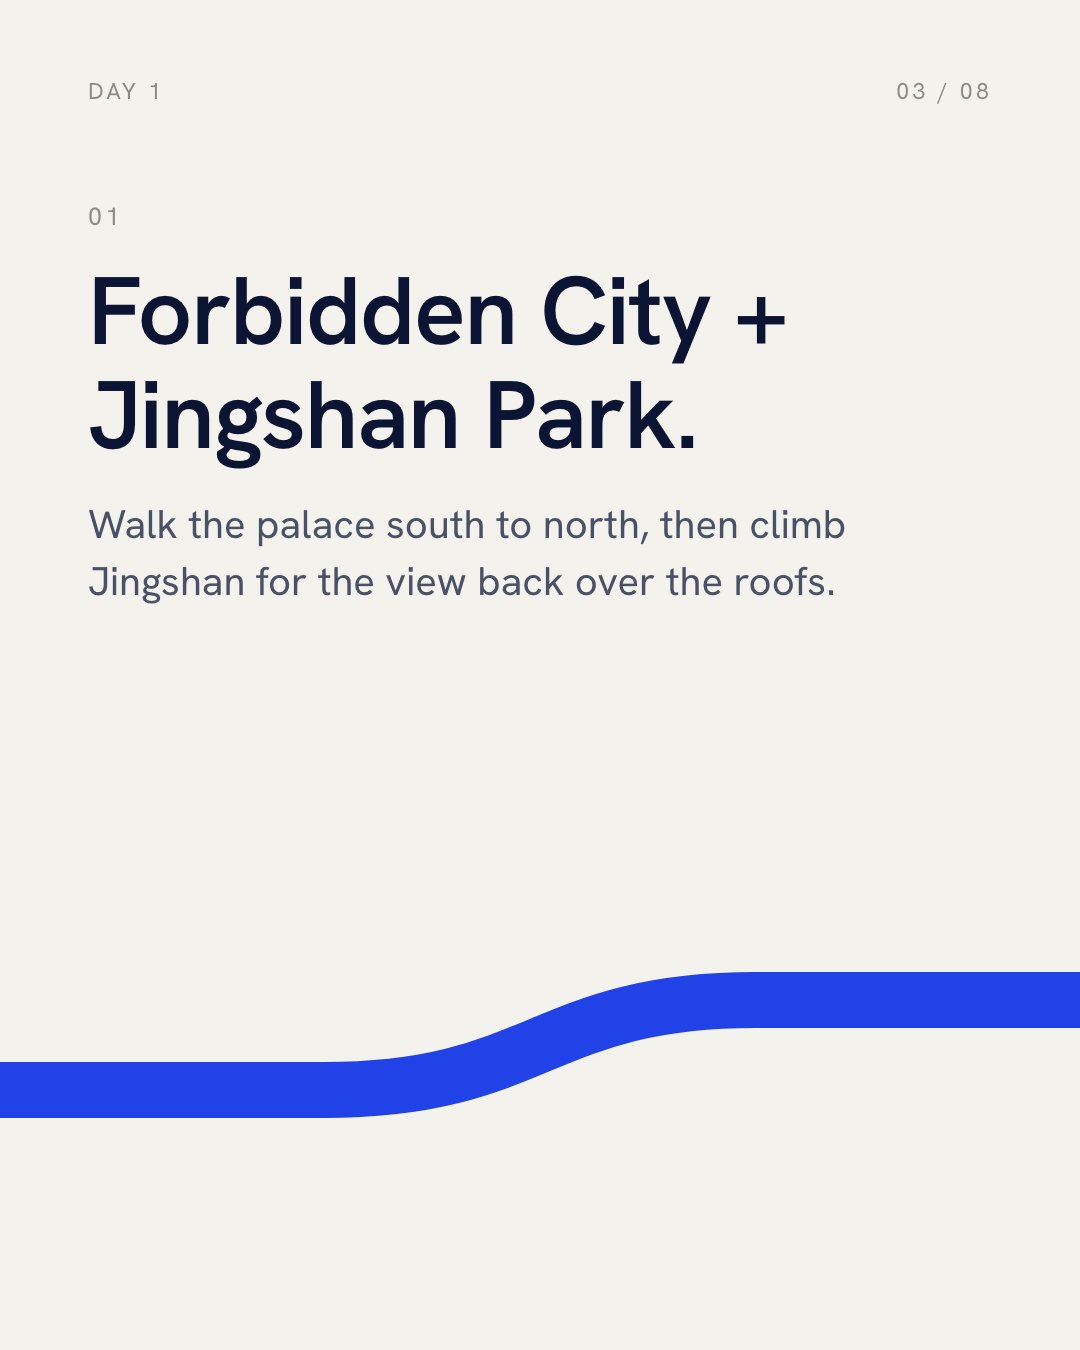 DAY 1
03 / 08
01
Forbidden City +
Jingshan Park.
Walk the palace south to north, then climb
Jingshan for the view back over the roofs.